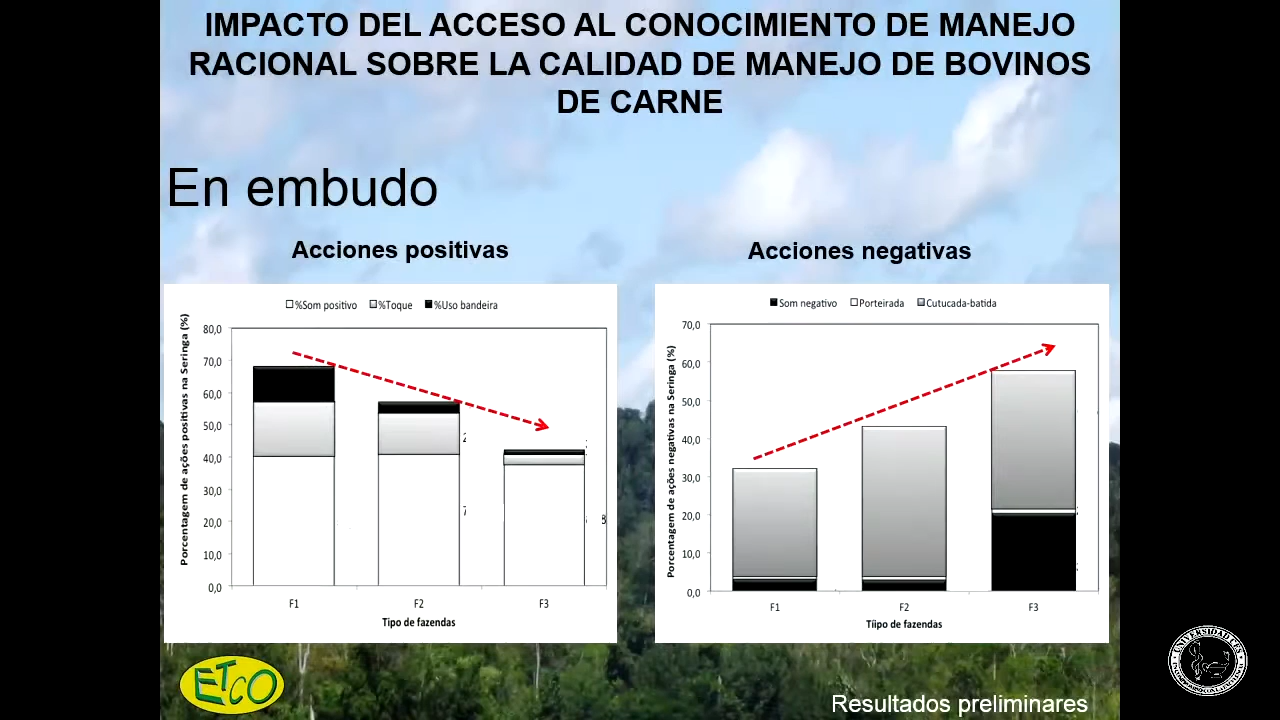 IMPACTO DEL ACCESO AL CONOCIMIENTO DE MANEJO
RACIONAL SOBRE LA CALIDAD DE MANEJO DE BOVINOS
DE CARNE
En embudo
Acciones positivas
%Som positivo %Toque %Uso bandeira
Porcentagem de ações positivas na Seringa (%)
80,0
70,0
60,0
50,0
40,0
30,0
20,0
10,0
0,0
F1 F2 F3
Tipo de fazendas
Acciones negativas
Som negativo Porteirada Cutucada-batida
Porcentagem de ações negativas na Seringa (%)
70,0
60,0
50,0
40,0
30,0
20,0
10,0
0,0
F1 F2 F3
Tíipo de fazendas
ETCO
Resultados preliminares